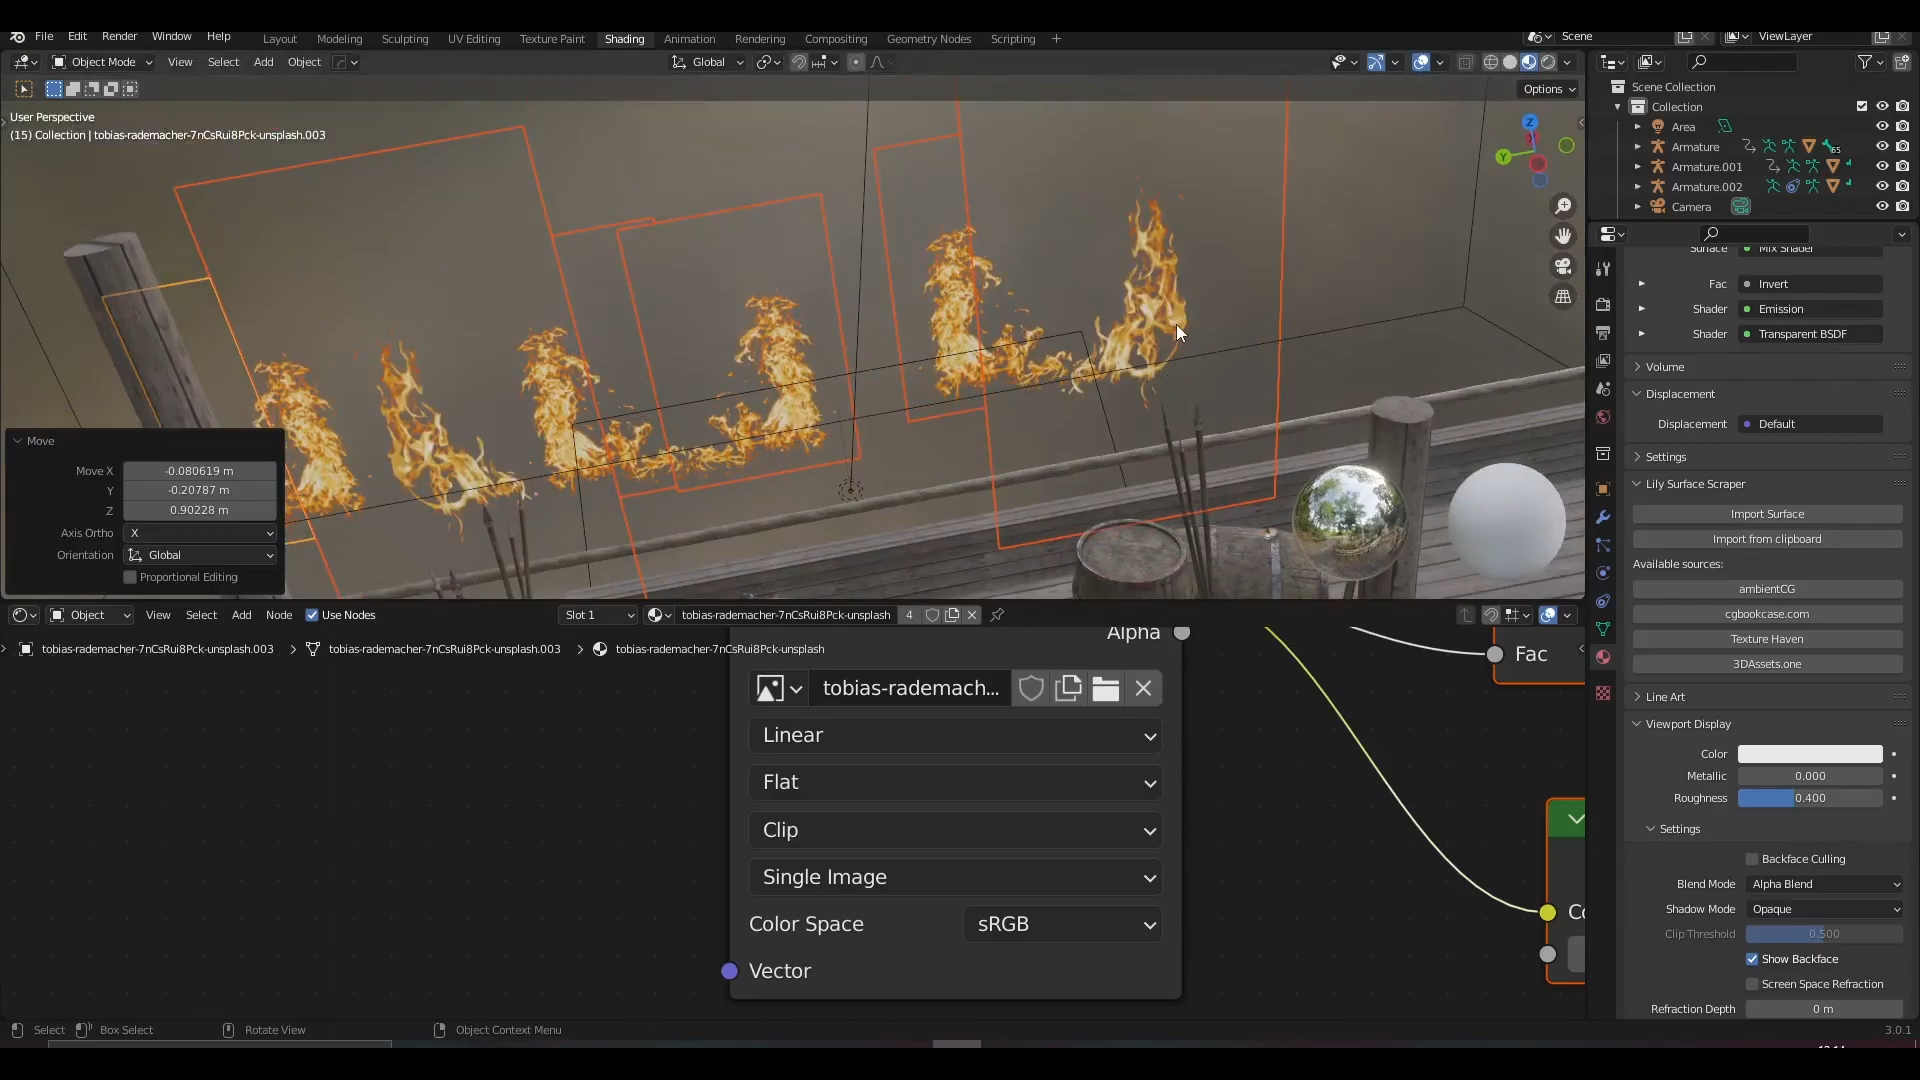 File Edit Render Window Help Layout Modeling Sculpting UV Editing Texture Paint Shading Animation Rendering Compositing Geometry Nodes Scripting + Scene ViewLayer
Object Mode View Select Add Object Global
Options
User Perspective
(15) Collection | tobias-rademacher-7nCsRui8Pck-unsplash.003
Z
Y
Scene Collection
Collection
Area
Armature 65
Armature.001
Armature.002
Camera
Surface Mix Shader
Fac Invert
Shader Emission
Shader Transparent BSDF
Volume
Displacement
Displacement Default
Settings
Lily Surface Scraper
Import Surface
Import from clipboard
Available sources:
ambientCG
cgbookcase.com
Texture Haven
3DAssets.one
Line Art
Viewport Display
Color
Metallic 0.000
Roughness 0.400
Settings
Backface Culling
Blend Mode Alpha Blend
Shadow Mode Opaque
Clip Threshold 0.500
Show Backface
Screen Space Refraction
Refraction Depth 0 m
Move
Move X -0.080619 m
Y -0.20787 m
Z 0.90228 m
Axis Ortho X
Orientation Global
Proportional Editing
Object View Select Add Node Use Nodes Slot 1 tobias-rademacher-7nCsRui8Pck-unsplash 4
tobias-rademacher-7nCsRui8Pck-unsplash.003 tobias-rademacher-7nCsRui8Pck-unsplash.003 tobias-rademacher-7nCsRui8Pck-unsplash
Alpha
Fac
tobias-rademach...
Linear
Flat
Clip
Single Image
Color Space sRGB
Vector
Select Box Select Rotate View Object Context Menu 3.0.1